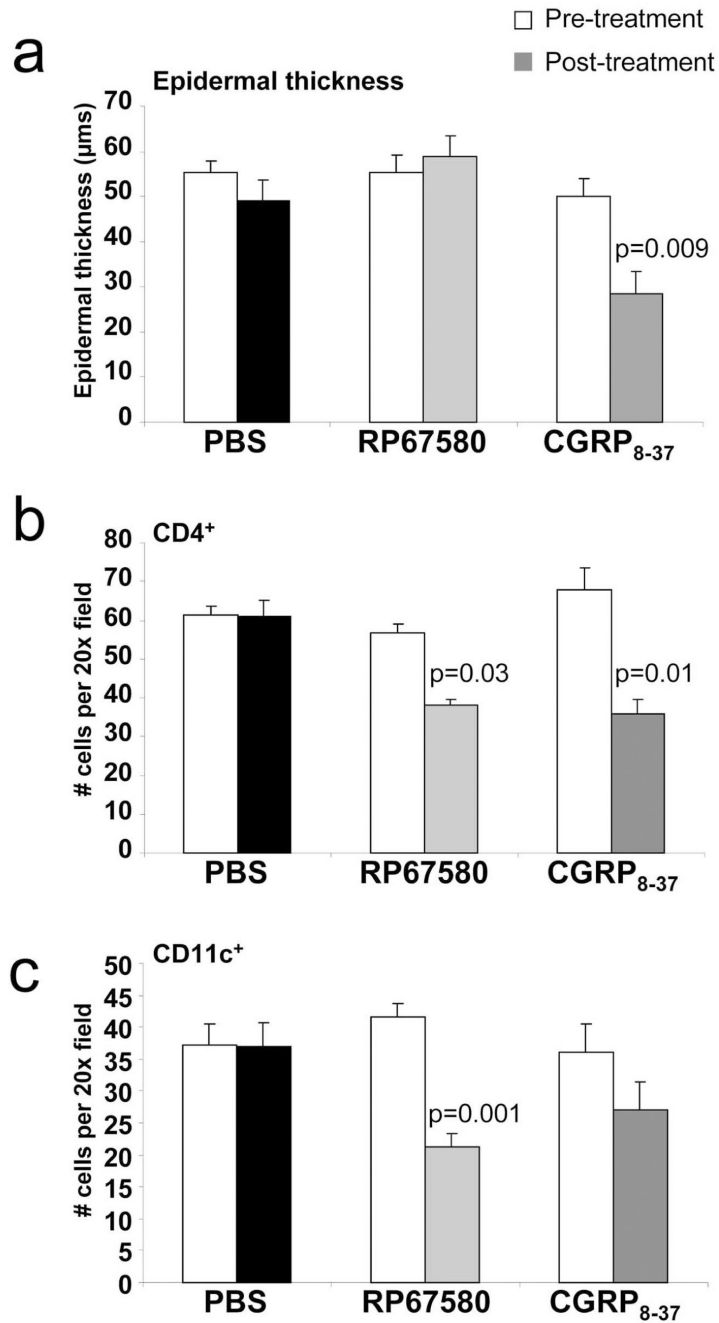 Pre-treatment
Post-treatment
a
Epidermal thickness
Epidermal thickness (µms)
70
60
50
40
30
20
10
0
p=0.009
PBS RP67580 CGRP8-37
b
CD4+
# cells per 20x field
80
70
60
50
40
30
20
10
0
p=0.03 p=0.01
PBS RP67580 CGRP8-37
c
CD11c+
# cells per 20x field
50
45
40
35
30
25
20
15
10
5
0
p=0.001
PBS RP67580 CGRP8-37